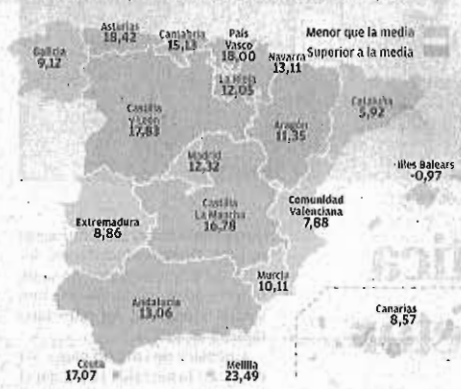 Asturias
18,42
Cantabria
15,13
País
Vasco
18,00
Menor que la media
Superior a la media
Galicia
9,12
Navarra
13,11
La Rioja
12,05
Cataluña
5,92
Castilla
y León
17,83
Aragón
11,35
Madrid
12,32
Illes Balears
-0,97
Castilla
La Mancha
16,78
Comunidad
Valenciana
7,88
Extremadura
8,86
Murcia
10,11
Andalucía
13,06
Canarias
8,57
Ceuta
17,07
Melilla
23,49